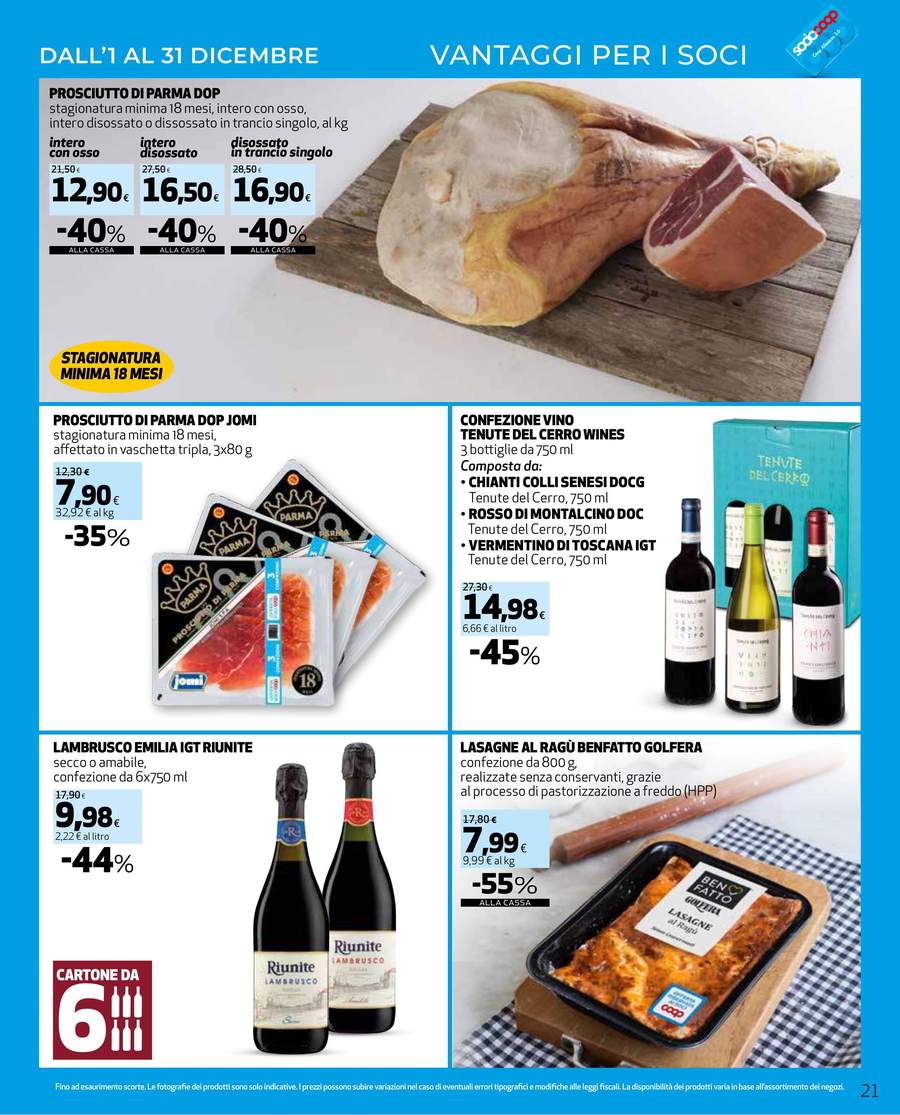 DALL'1 AL 31 DICEMBRE
VANTAGGI PER I SOCI
sociocoop
PROSCIUTTO DI PARMA DOP
stagionatura minima 18 mesi, intero con osso,
intero disossato o dissossato in trancio singolo, al kg
intero
con osso
21,50 €
12,90 €
-40%
ALLA CASSA
intero
disossato
27,50 €
16,50 €
-40%
ALLA CASSA
disossato
in trancio singolo
28,50 €
16,90 €
-40%
ALLA CASSA
STAGIONATURA
MINIMA 18 MESI
PROSCIUTTO DI PARMA DOP JOMI
stagionatura minima 18 mesi,
affettato in vaschetta tripla, 3x80 g
12,30 €
7,90 €
32,92 € al kg
-35%
PARMA
PARMA
PARMA
PROSCIUTTO DI PARMA
jomi
18
CONFEZIONE VINO
TENUTE DEL CERRO WINES
3 bottiglie da 750 ml
Composta da:
• CHIANTI COLLI SENESI DOCG
Tenute del Cerro, 750 ml
• ROSSO DI MONTALCINO DOC
Tenute del Cerro, 750 ml
• VERMENTINO DI TOSCANA IGT
Tenute del Cerro, 750 ml
27,30 €
14,98 €
6,66 € al litro
-45%
TENUTE
DEL CERRO
LAMBRUSCO EMILIA IGT RIUNITE
secco o amabile,
confezione da 6x750 ml
17,90 €
9,98 €
2,22 € al litro
-44%
CARTONE DA
6
Riunite
LAMBRUSCO
Riunite
LAMBRUSCO
LASAGNE AL RAGÙ BENFATTO GOLFERA
confezione da 800 g,
realizzate senza conservanti, grazie
al processo di pastorizzazione a freddo (HPP)
17,80 €
7,99 €
9,99 € al kg
-55%
ALLA CASSA
BEN
FATTO
GOLFERA
LASAGNE
al Ragù
Senza Conservanti
OFFERTA
RISERVATA
AI SOCI
coop
Fino ad esaurimento scorte. Le fotografie dei prodotti sono solo indicative. I prezzi possono subire variazioni nel caso di eventuali errori tipografici e modifiche alle leggi fiscali. La disponibilità dei prodotti varia in base all'assortimento dei negozi.
21